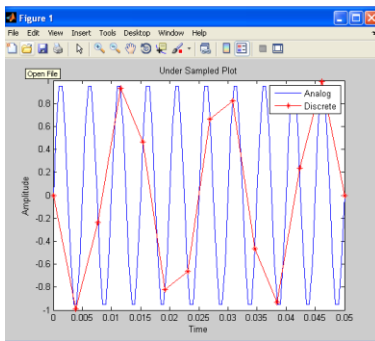 Figure 1
File Edit View Insert Tools Desktop Window Help
Open File
Under Sampled Plot
Analog
Discrete
Amplitude
0.8
0.6
0.4
0.2
0
-0.2
-0.4
-0.6
-0.8
-1
0 0.005 0.01 0.015 0.02 0.025 0.03 0.035 0.04 0.045 0.05
Time